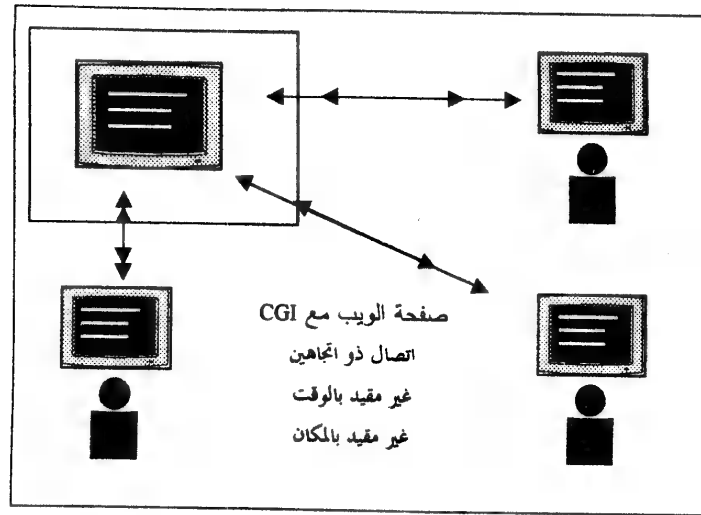 صفحة الويب مع CGI
اتصال ذو اتجاهين
غير مقيد بالوقت
غير مقيد بالمكان